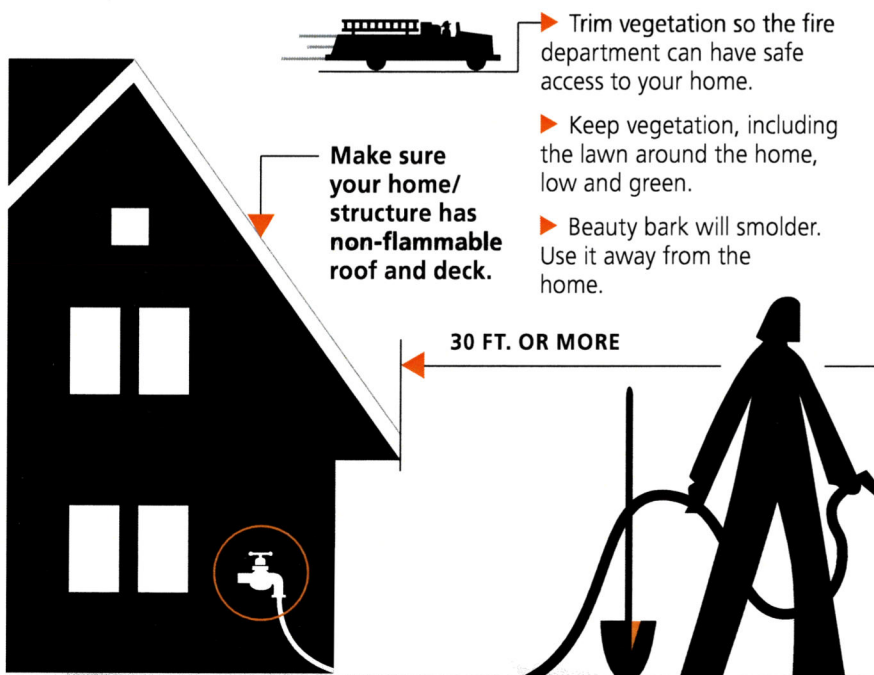 ▶ Trim vegetation so the fire
department can have safe
access to your home.
▶ Keep vegetation, including
the lawn around the home,
low and green.
▶ Beauty bark will smolder.
Use it away from the
home.
Make sure
your home/
structure has
non-flammable
roof and deck.
30 FT. OR MORE